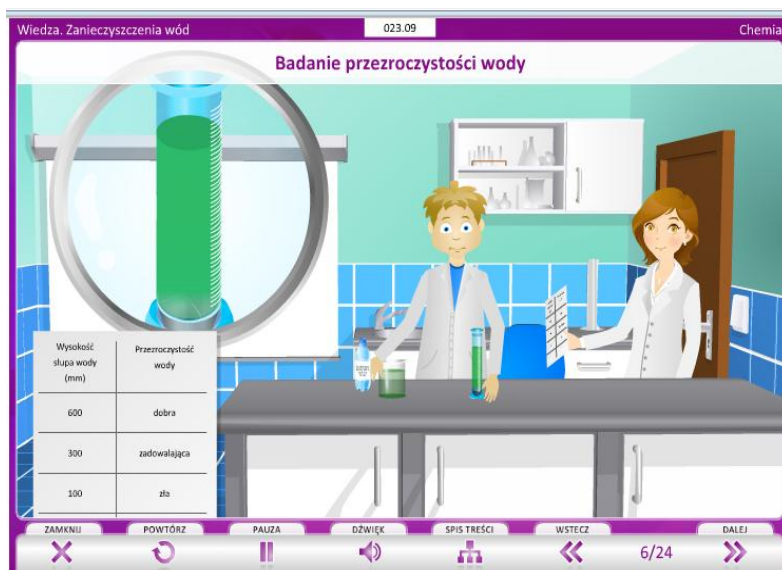 Wiedza. Zanieczyszczenia wód
023.09
Chemia
Badanie przezroczystości wody
Wysokość słupa wody (mm)
Przezroczystość wody
600
dobra
300
zadowalająca
100
zła
ZAMKNIJ
POWTÓRZ
PAUZA
DŹWIĘK
SPIS TREŚCI
WSTECZ
DALEJ
6/24